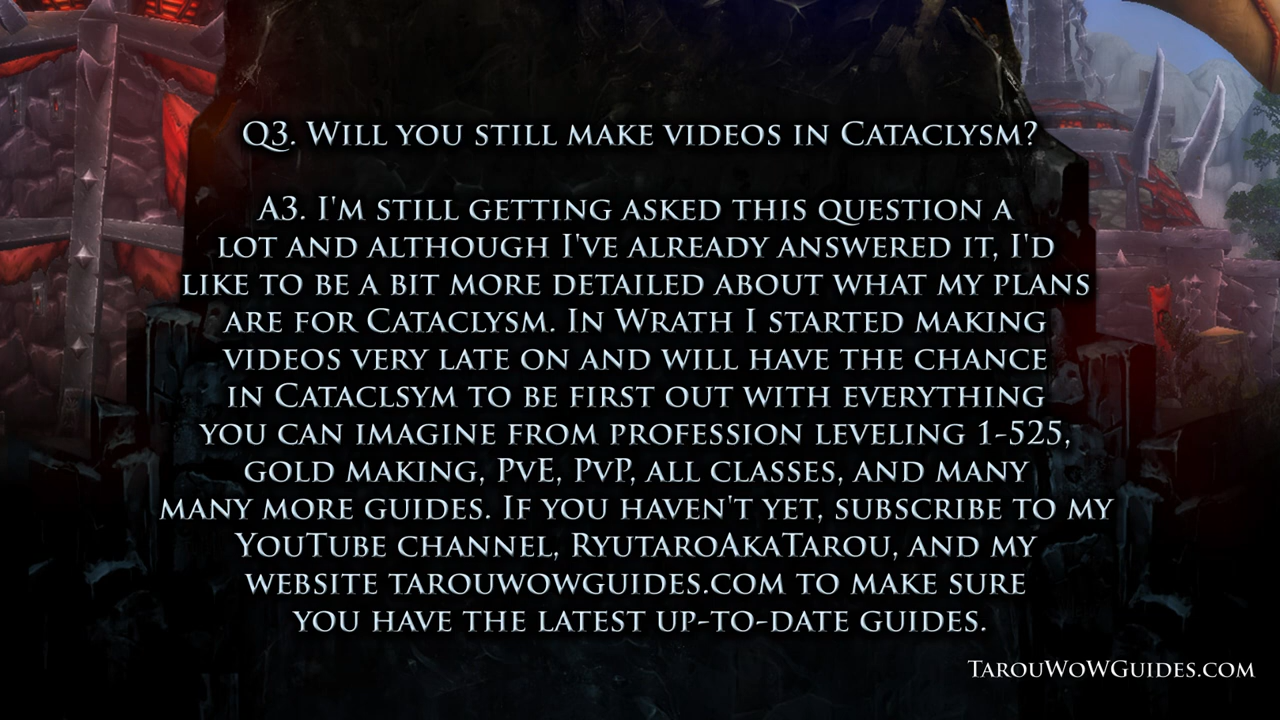 Q3. Will you still make videos in Cataclysm?
A3. I'm still getting asked this question a
lot and although I've already answered it, I'd
like to be a bit more detailed about what my plans
are for Cataclysm. In Wrath I started making
videos very late on and will have the chance
in Cataclsym to be first out with everything
you can imagine from profession leveling 1-525,
gold making, PvE, PvP, all classes, and many
many more guides. If you haven't yet, subscribe to my
YouTube channel, RyutaroAkaTarou, and my
website tarouwowguides.com to make sure
you have the latest up-to-date guides.
TarouWoWGuides.com